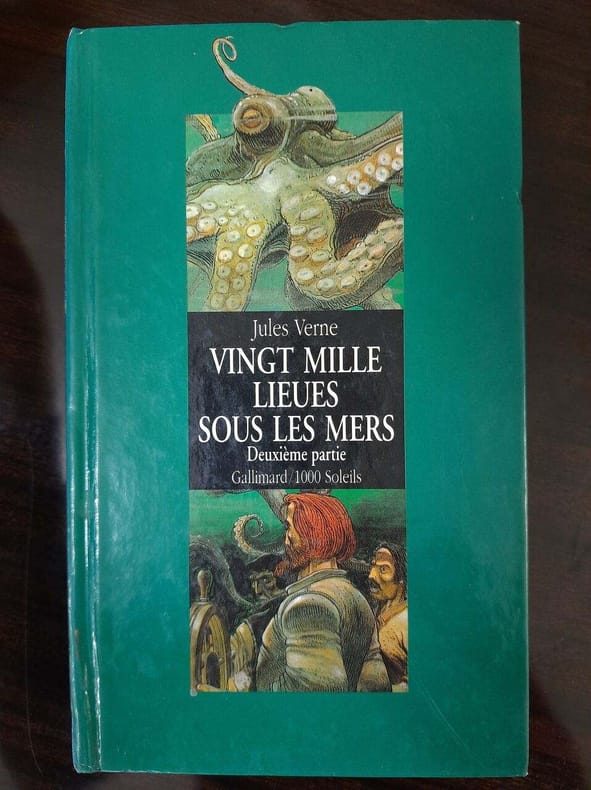 Jules Verne
VINGT MILLE
LIEUES
SOUS LES MERS
Deuxième partie
Gallimard/1000 Soleils